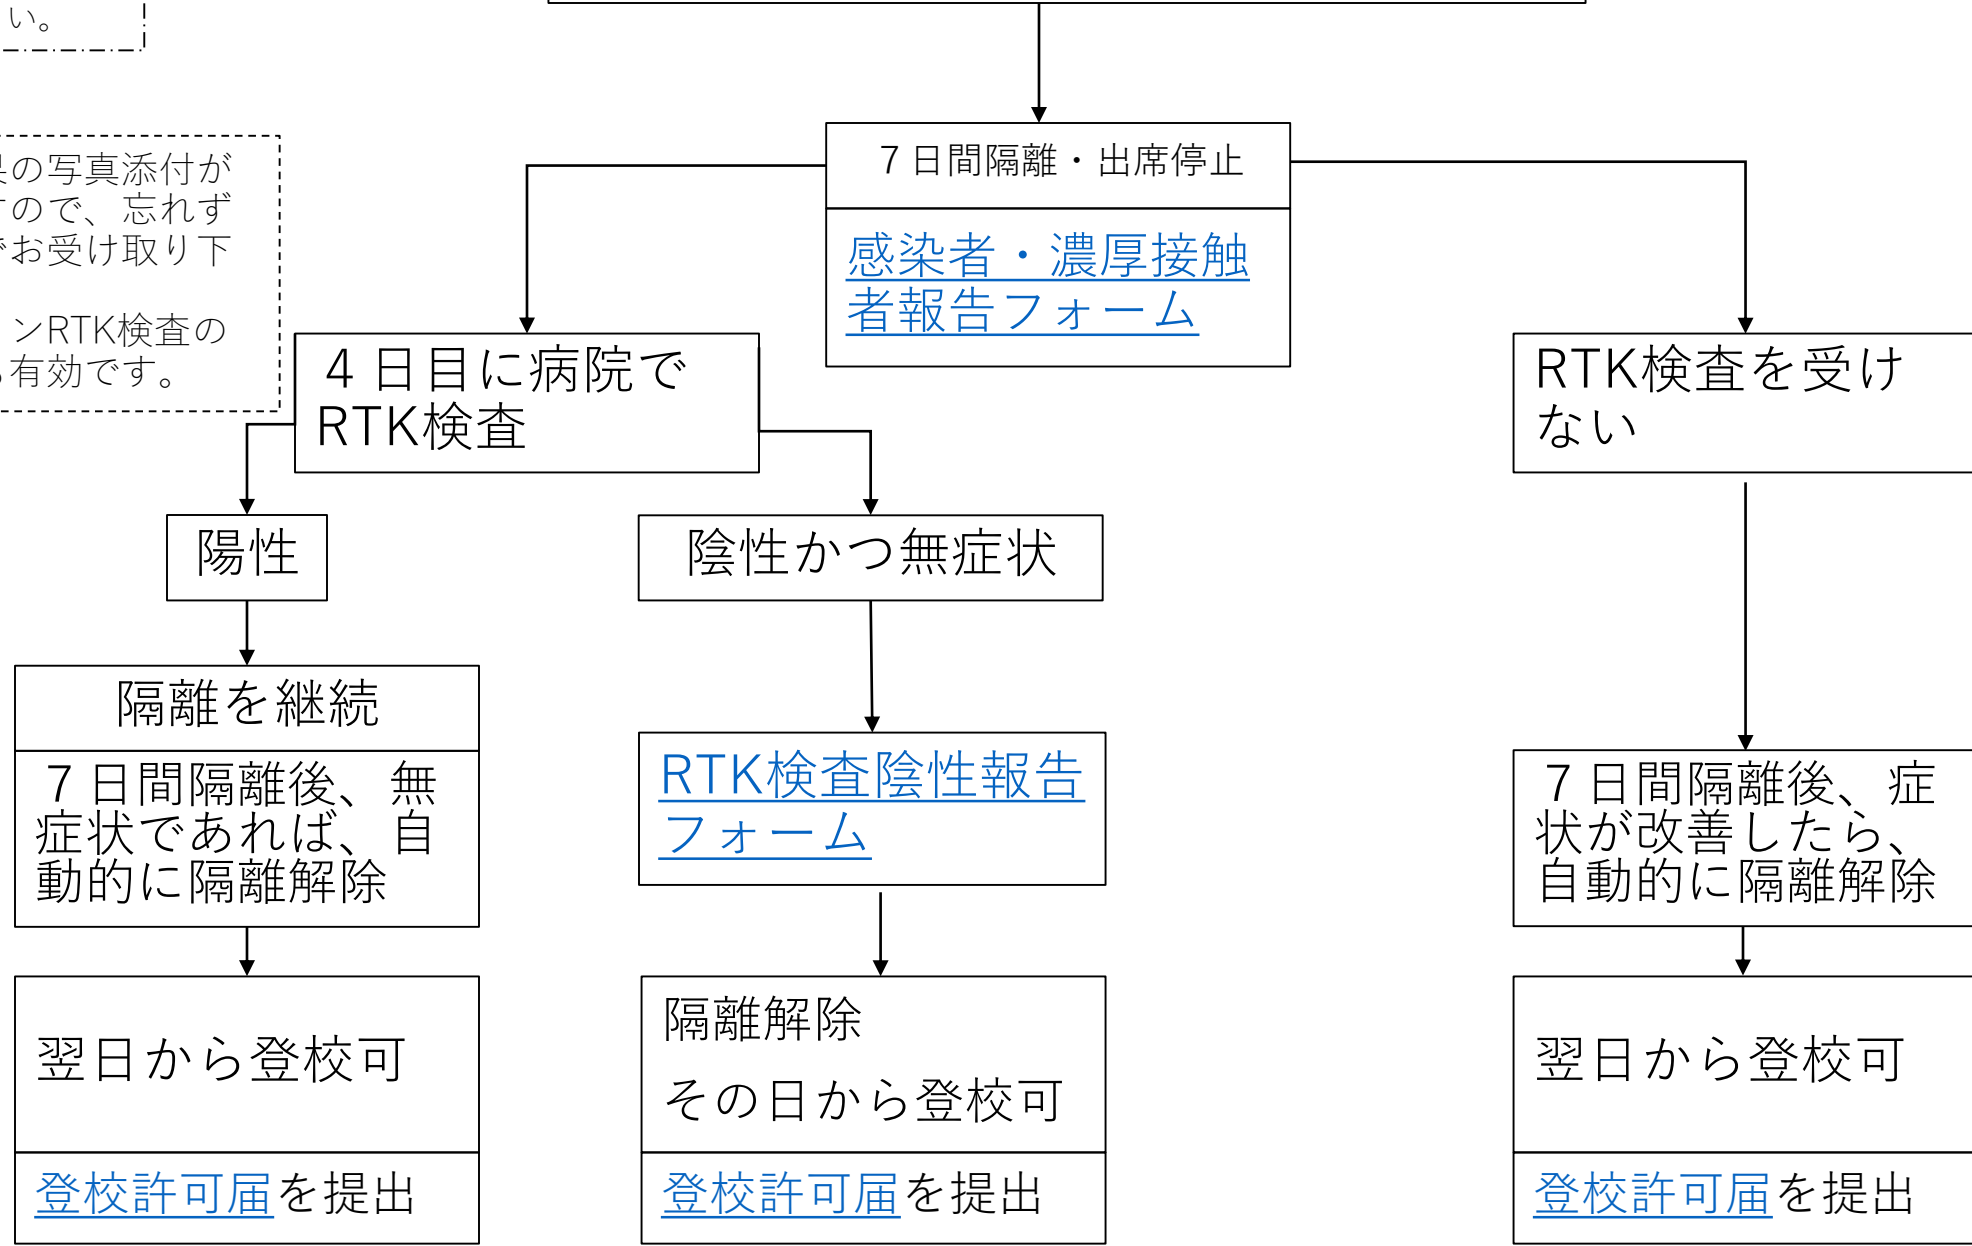 い。
の写真添付が
ので、忘れず
お受け取り下
ンRTK検査の
有効です。
７日間隔離・出席停止
感染者・濃厚接触
者報告フォーム
４日目に病院で
RTK検査
RTK検査を受け
ない
陽性
陰性かつ無症状
隔離を継続
７日間隔離後、無
症状であれば、自
動的に隔離解除
RTK検査陰性報告
フォーム
７日間隔離後、症
状が改善したら、
自動的に隔離解除
翌日から登校可
登校許可届を提出
隔離解除
その日から登校可
登校許可届を提出
翌日から登校可
登校許可届を提出